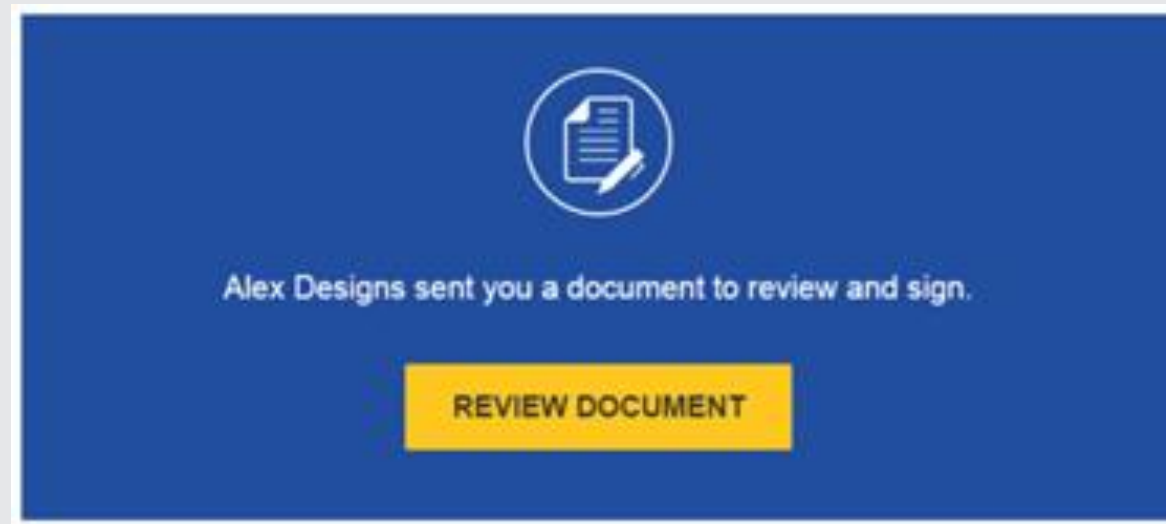 Alex Designs sent you a document to review and sign.
REVIEW DOCUMENT